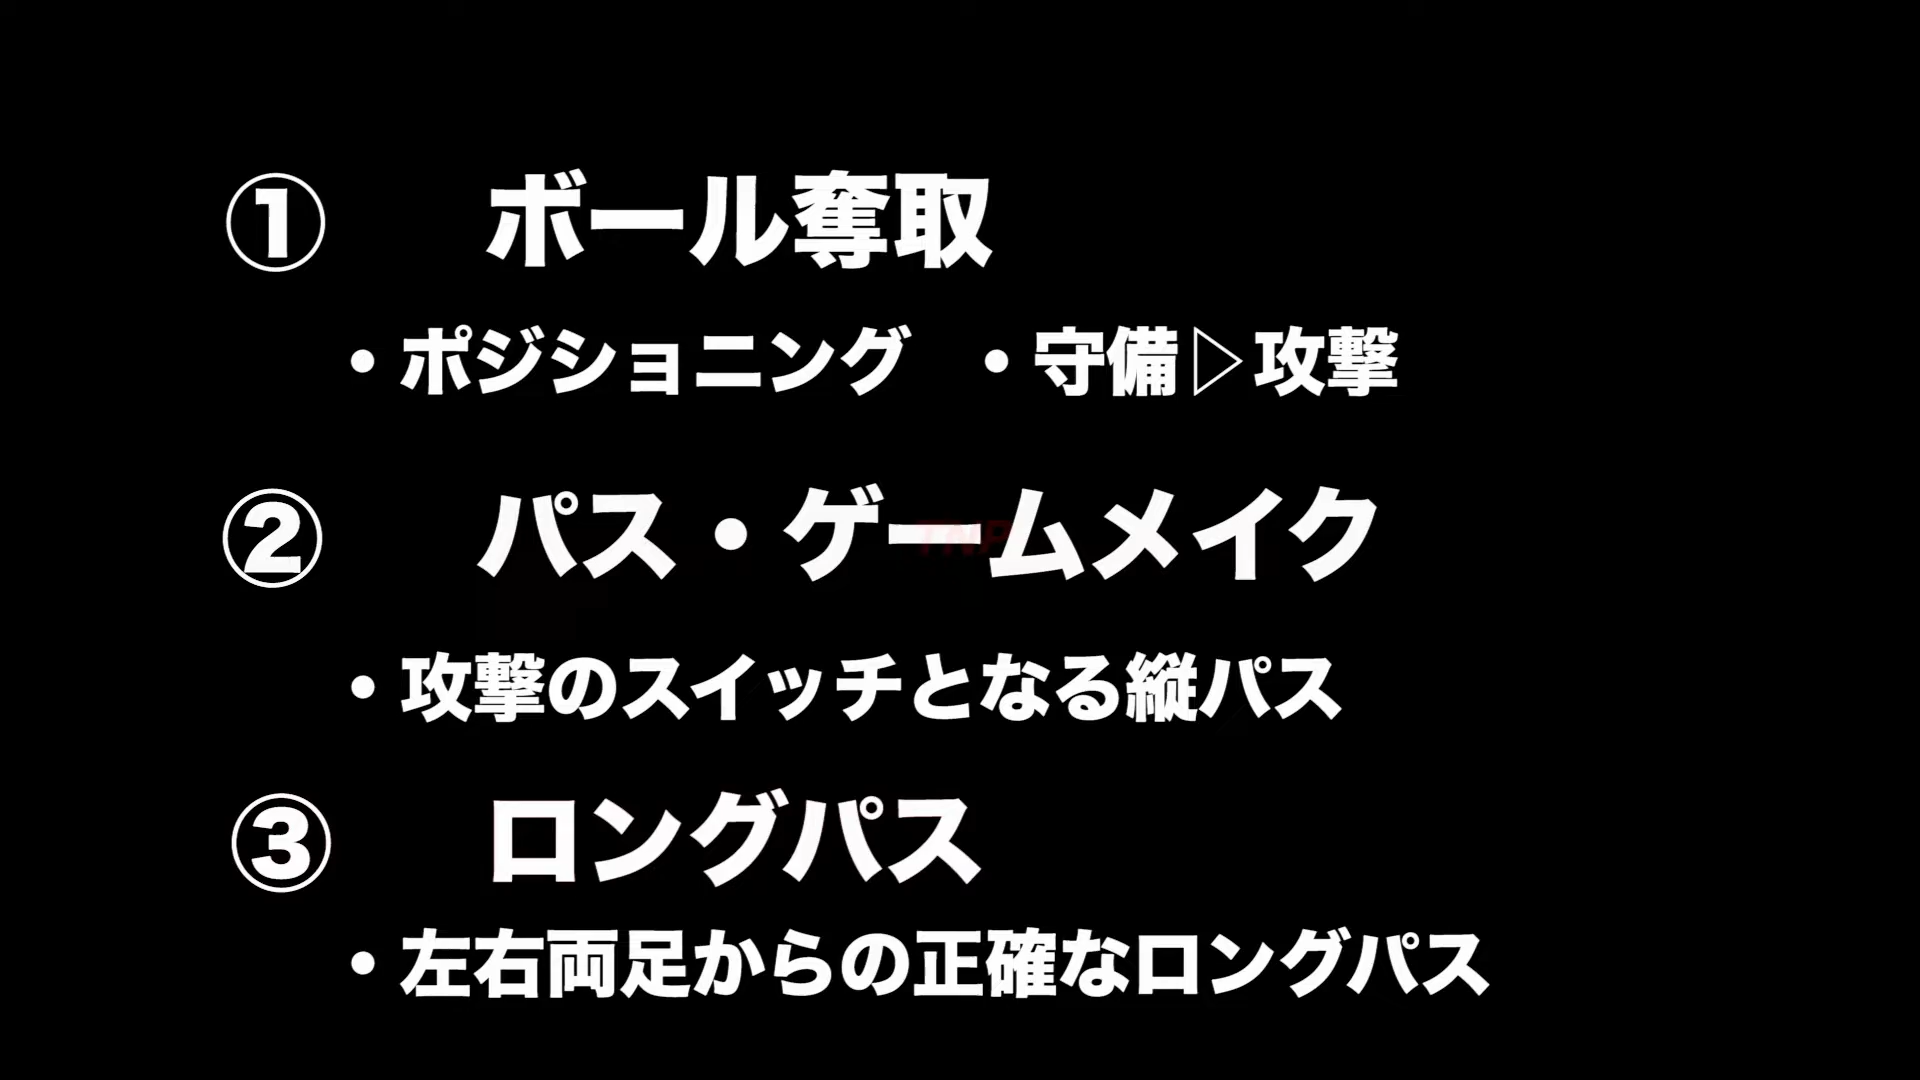 ① ボール奪取
・ポジショニング ・守備▷攻撃
② パス・ゲームメイク
TNP
・攻撃のスイッチとなる縦パス
③ ロングパス
・左右両足からの正確なロングパス